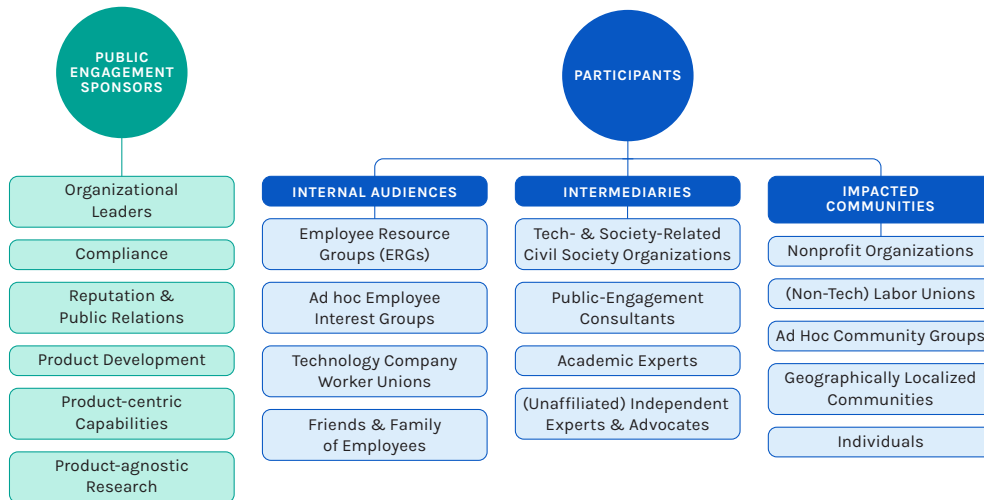 PUBLIC
ENGAGEMENT
SPONSORS
Organizational
Leaders
Compliance
Reputation &
Public Relations
Product Development
Product-centric
Capabilities
Product-agnostic
Research
PARTICIPANTS
INTERNAL AUDIENCES
Employee Resource
Groups (ERGs)
Ad hoc Employee
Interest Groups
Technology Company
Worker Unions
Friends & Family
of Employees
INTERMEDIARIES
Tech- & Society-Related
Civil Society Organizations
Public-Engagement
Consultants
Academic Experts
(Unaffiliated) Independent
Experts & Advocates
IMPACTED
COMMUNITIES
Nonprofit Organizations
(Non-Tech) Labor Unions
Ad Hoc Community Groups
Geographically Localized
Communities
Individuals